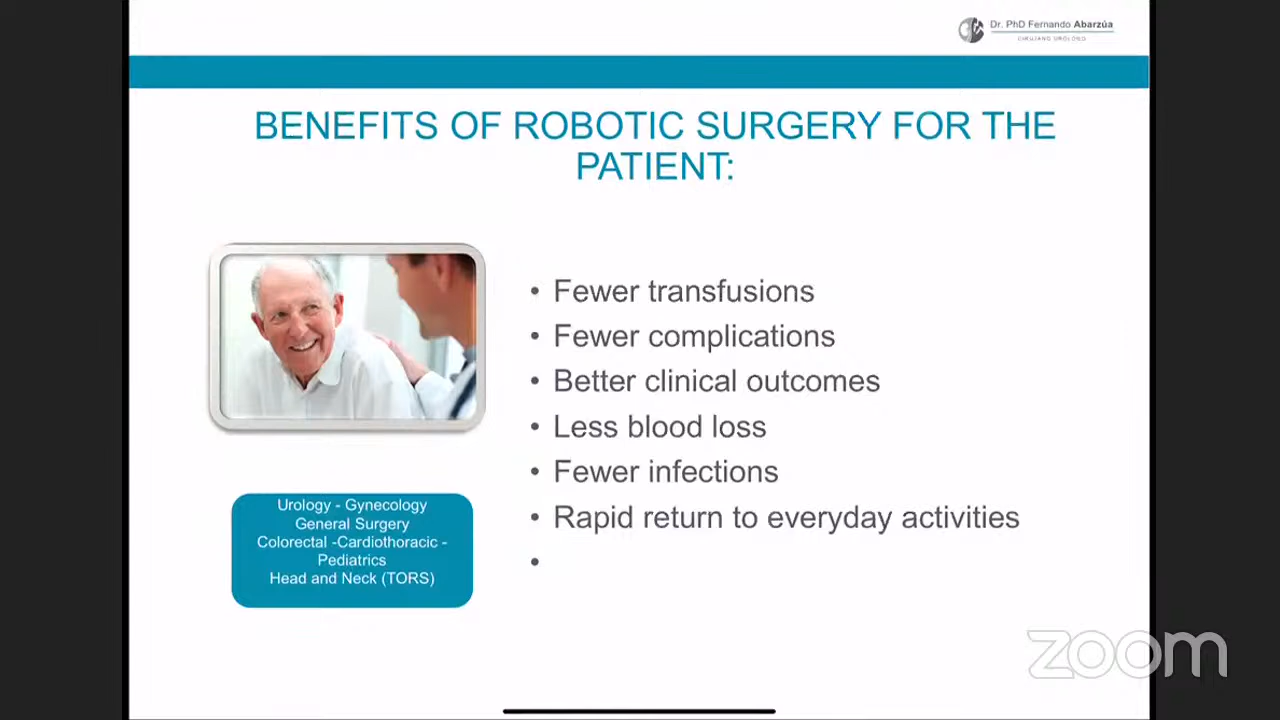 Dr. PhD Fernando Abarzúa
CIRUJANO URÓLOGO
BENEFITS OF ROBOTIC SURGERY FOR THE
PATIENT:
• Fewer transfusions
• Fewer complications
• Better clinical outcomes
• Less blood loss
• Fewer infections
• Rapid return to everyday activities
•
Urology - Gynecology
General Surgery
Colorectal -Cardiothoracic -
Pediatrics
Head and Neck (TORS)
zoom